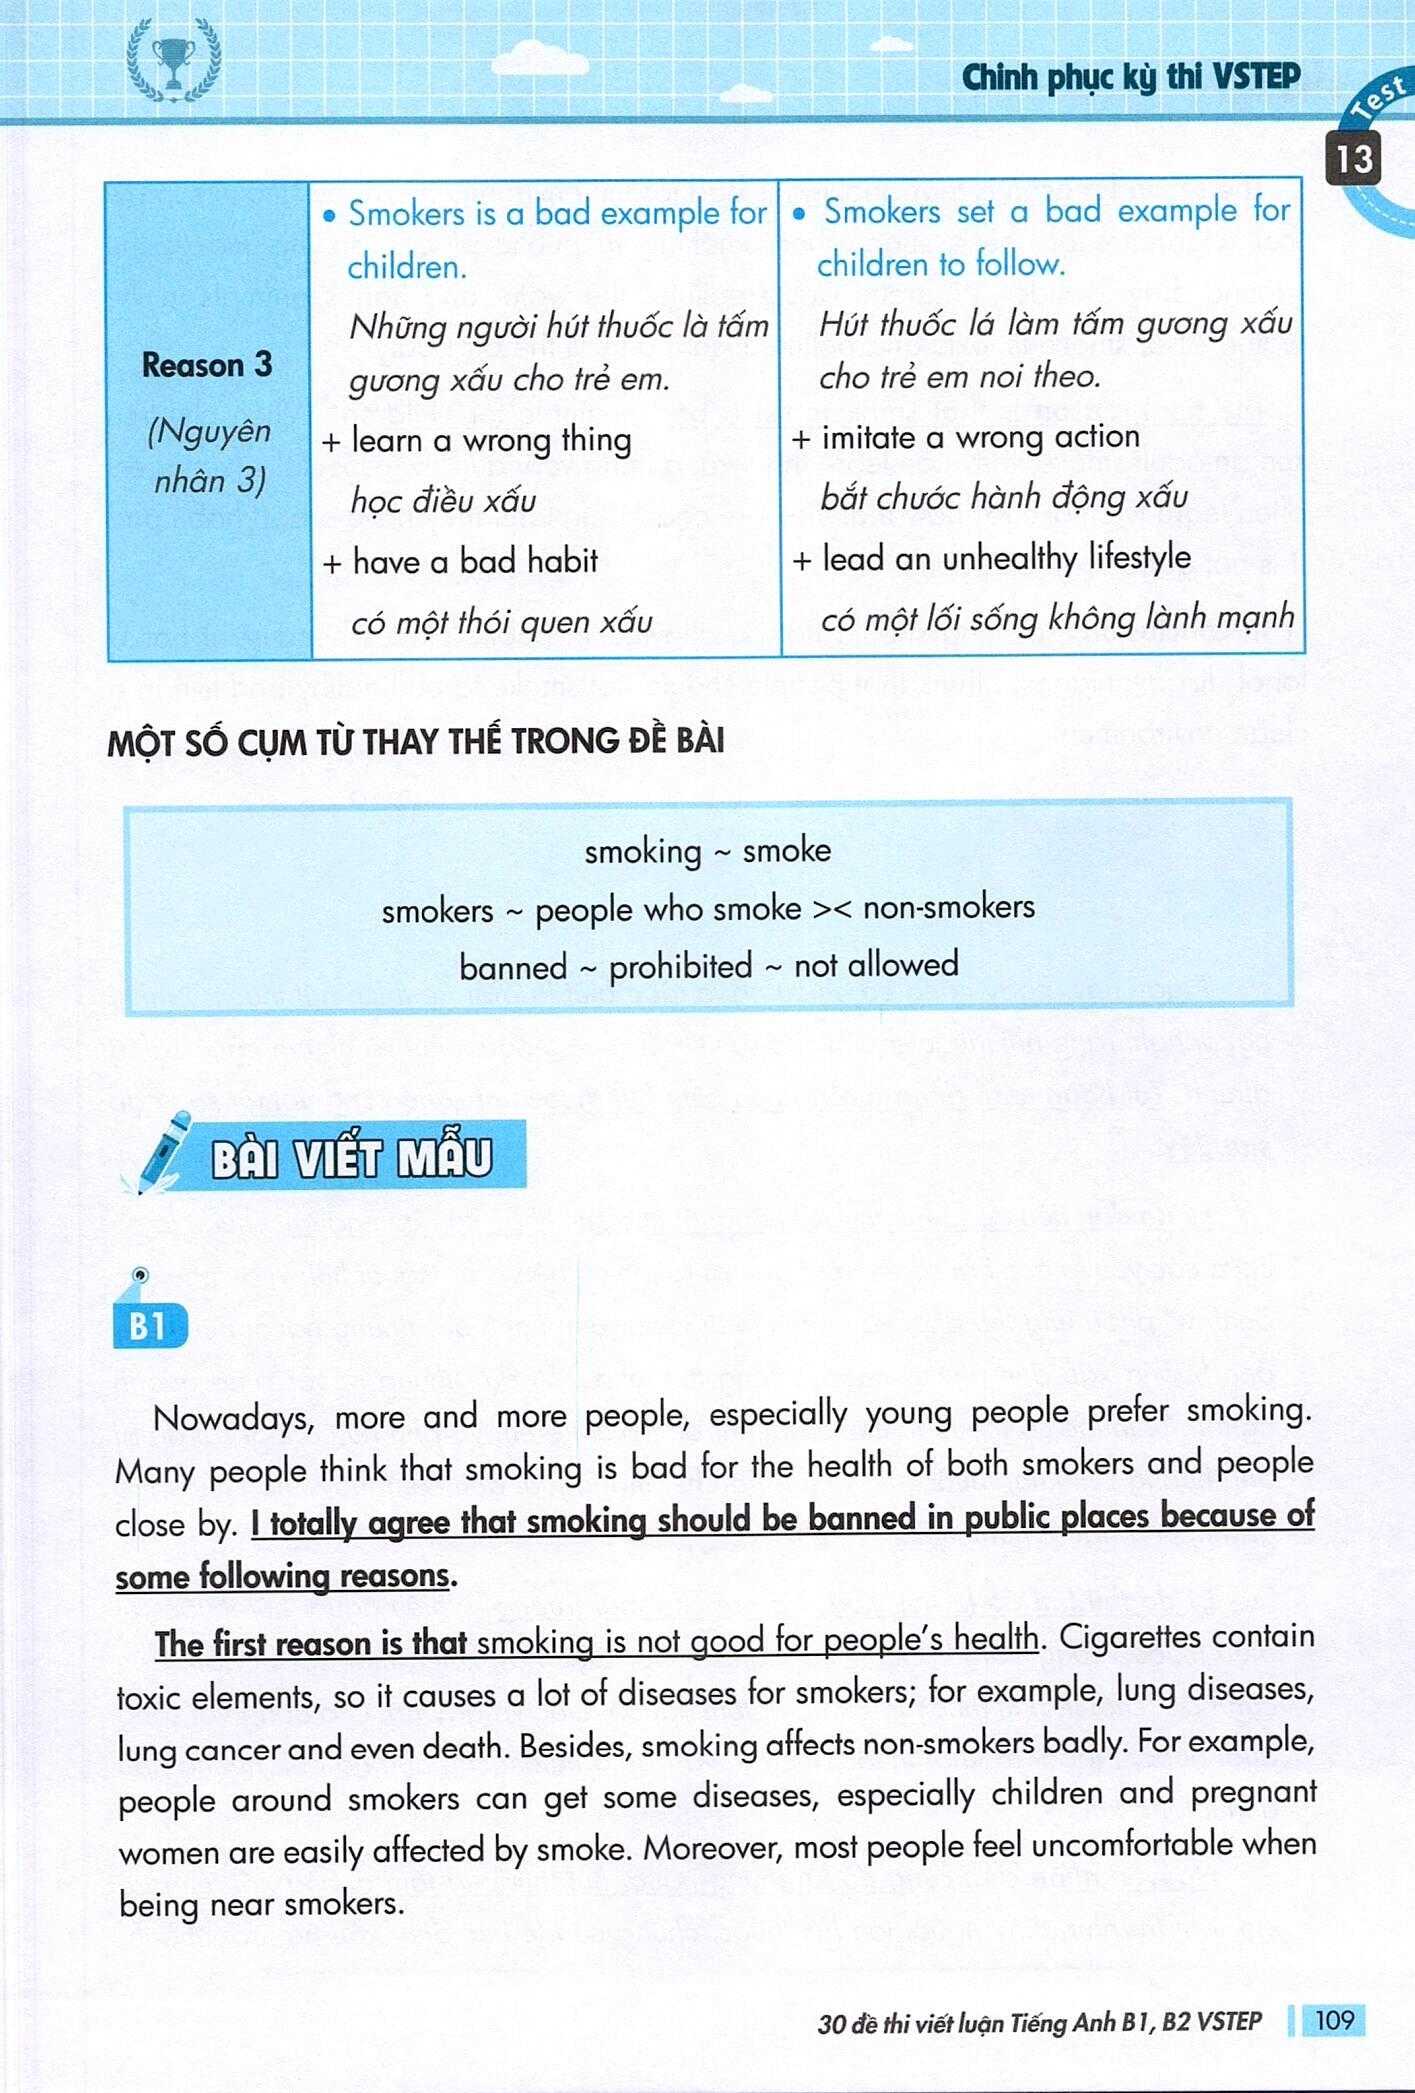 Chinh phục kỳ thi VSTEP
Test
13
Reason 3
(Nguyên
nhân 3)
• Smokers is a bad example for
children.
Những người hút thuốc là tấm
gương xấu cho trẻ em.
+ learn a wrong thing
học điều xấu
+ have a bad habit
có một thói quen xấu
• Smokers set a bad example for
children to follow.
Hút thuốc lá làm tấm gương xấu
cho trẻ em noi theo.
+ imitate a wrong action
bắt chước hành động xấu
+ lead an unhealthy lifestyle
có một lối sống không lành mạnh
MỘT SỐ CỤM TỪ THAY THẾ TRONG ĐỀ BÀI
smoking ~ smoke
smokers ~ people who smoke >< non-smokers
banned ~ prohibited ~ not allowed
BÀI VIẾT MẪU
B1
Nowadays, more and more people, especially young people prefer smoking.
Many people think that smoking is bad for the health of both smokers and people
close by. I totally agree that smoking should be banned in public places because of
some following reasons.
The first reason is that smoking is not good for people's health. Cigarettes contain
toxic elements, so it causes a lot of diseases for smokers; for example, lung diseases,
lung cancer and even death. Besides, smoking affects non-smokers badly. For example,
people around smokers can get some diseases, especially children and pregnant
women are easily affected by smoke. Moreover, most people feel uncomfortable when
being near smokers.
30 đề thi viết luận Tiếng Anh B1, B2 VSTEP
109